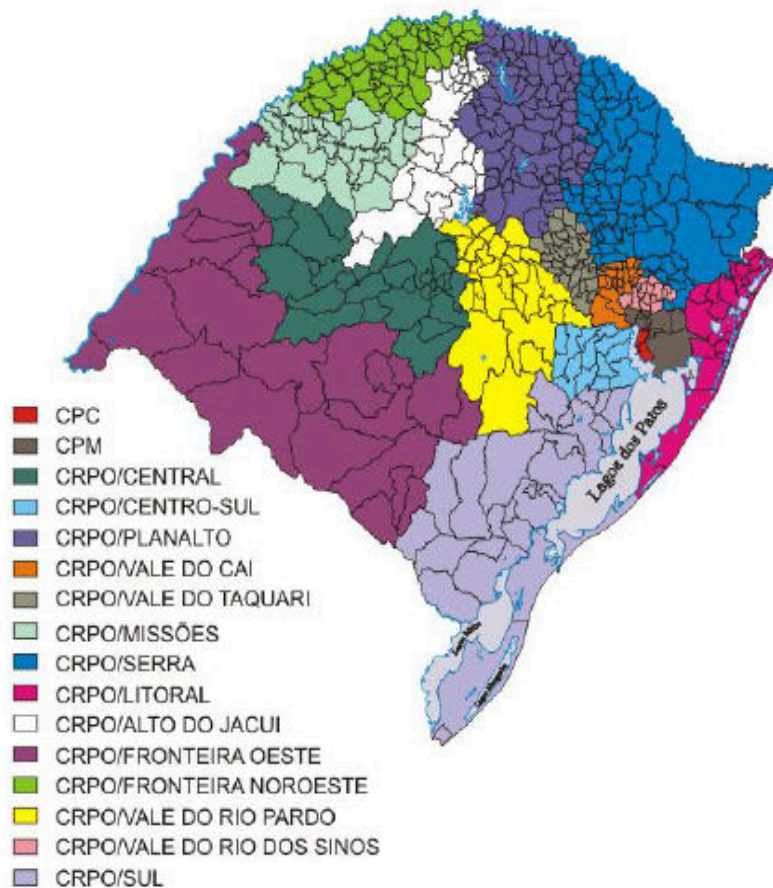 Lagoa dos Patos
CPC
CPM
CRPO/CENTRAL
CRPO/CENTRO-SUL
CRPO/PLANALTO
CRPO/VALE DO CAI
CRPO/VALE DO TAQUARI
CRPO/MISSÕES
CRPO/SERRA
CRPO/LITORAL
CRPO/ALTO DO JACUI
CRPO/FRONTEIRA OESTE
CRPO/FRONTEIRA NOROESTE
CRPO/VALE DO RIO PARDO
CRPO/VALE DO RIO DOS SINOS
CRPO/SUL